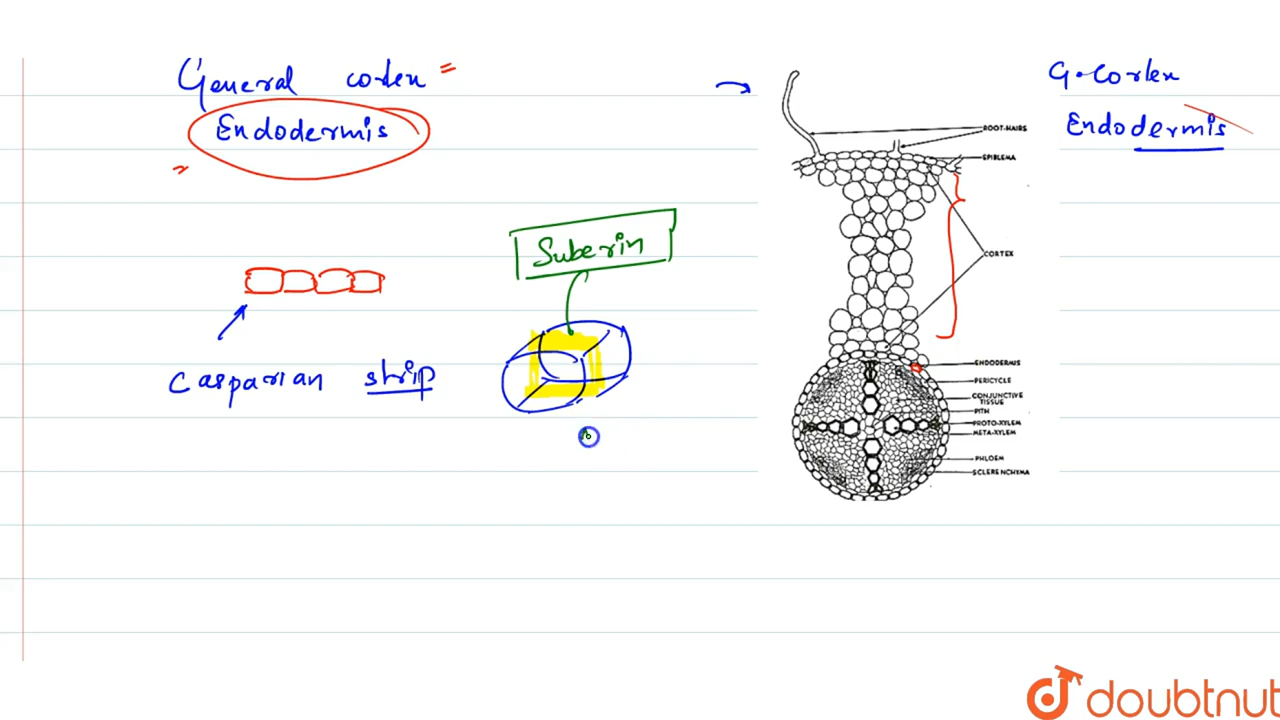 General cortex =
Endodermis
Suberin
Casparian strip
G. Cortex
Endodermis
ROOT-HAIRS
EPIBLEMA
CORTEX
ENDODERMIS
PERICYCLE
CONJUNCTIVE
TISSUE
PITH
PROTO-XYLEM
META-XYLEM
PHLOEM
SCLERENCHYMA
doubtnut